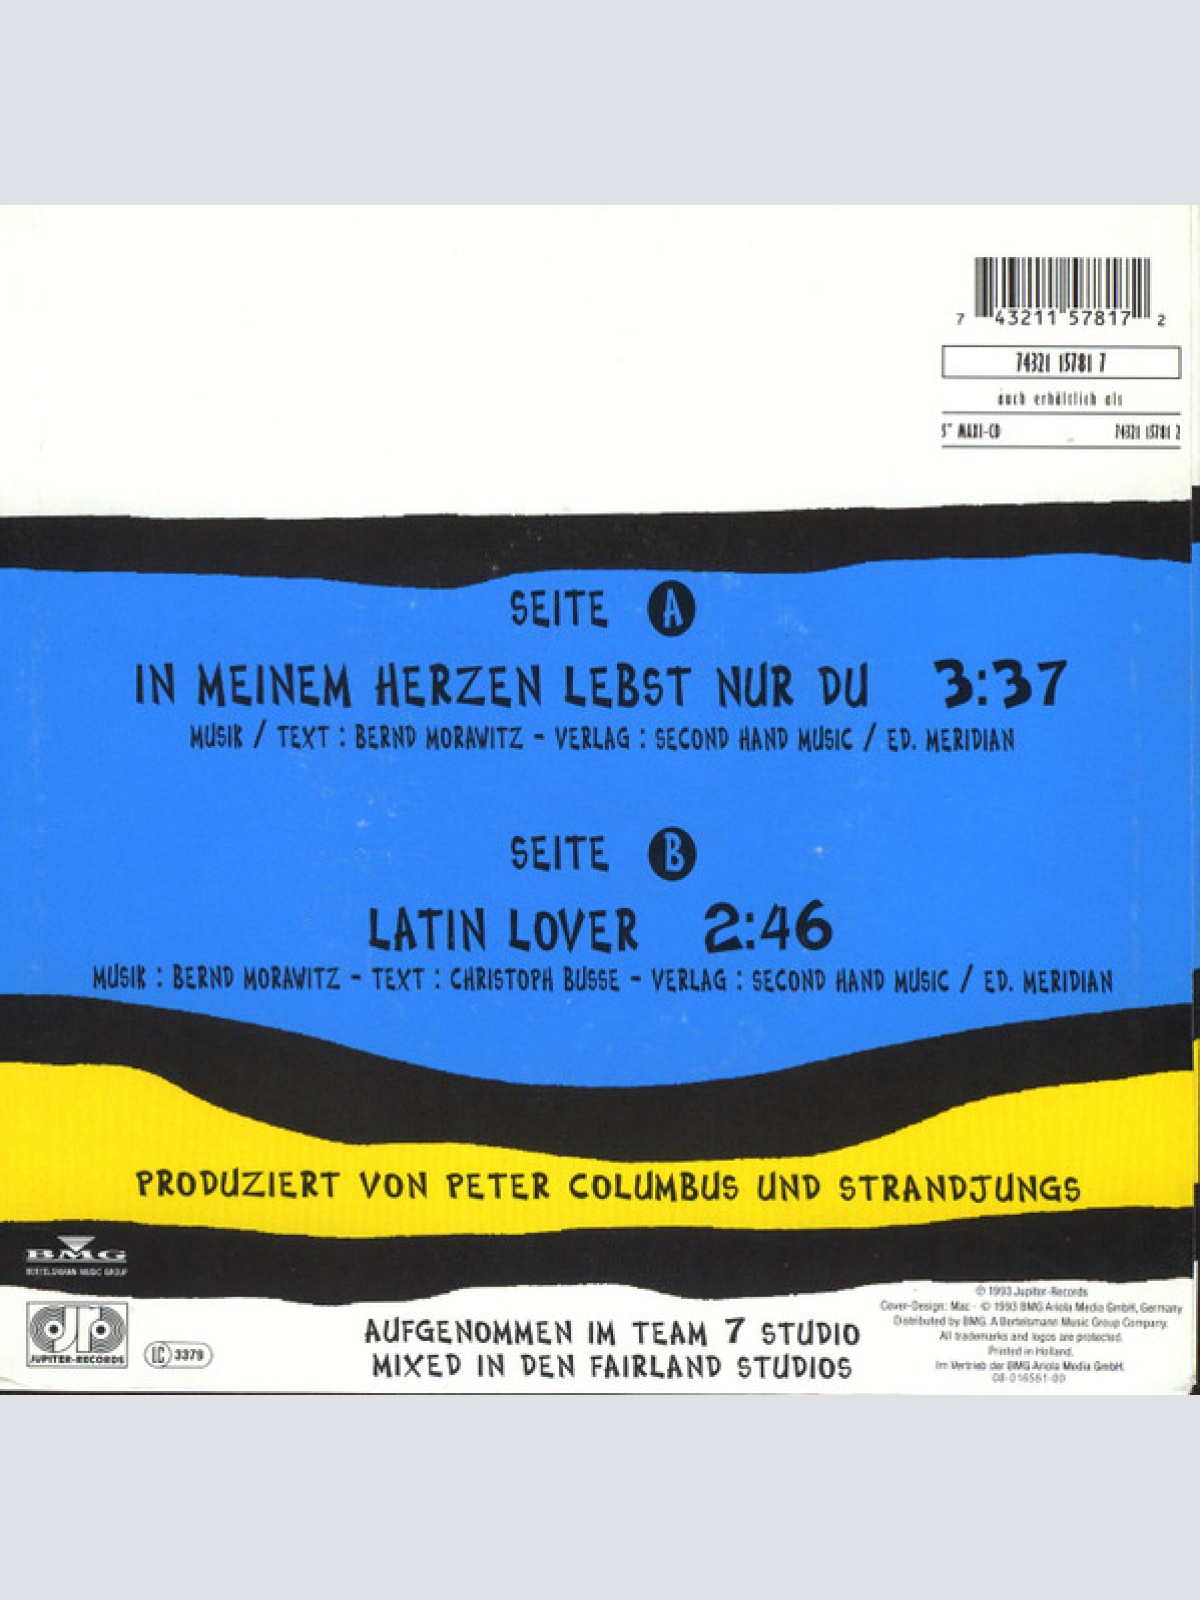 7 43211 57817 2
74321 15781 7
auch erhältlich als
5" MAXI-CD 74321 15781 2
SEITE A
IN MEINEM HERZEN LEBST NUR DU 3:37
MUSIK / TEXT : BERND MORAWITZ - VERLAG : SECOND HAND MUSIC / ED. MERIDIAN
SEITE B
LATIN LOVER 2:46
MUSIK : BERND MORAWITZ - TEXT : CHRISTOPH BUSSE - VERLAG : SECOND HAND MUSIC / ED. MERIDIAN
PRODUZIERT VON PETER COLUMBUS UND STRANDJUNGS
BMG
BERTELSMANN MUSIC GROUP
JR
JUPITER-RECORDS
LC 3379
AUFGENOMMEN IM TEAM 7 STUDIO
MIXED IN DEN FAIRLAND STUDIOS
℗ 1993 Jupiter-Records
Cover-Design: Mac · © 1993 BMG Ariola Media GmbH, Germany
Distributed by BMG. A Bertelsmann Music Group Company.
All trademarks and logos are protected.
Printed in Holland.
Im Vertrieb der BMG Ariola Media GmbH.
08-016561-00